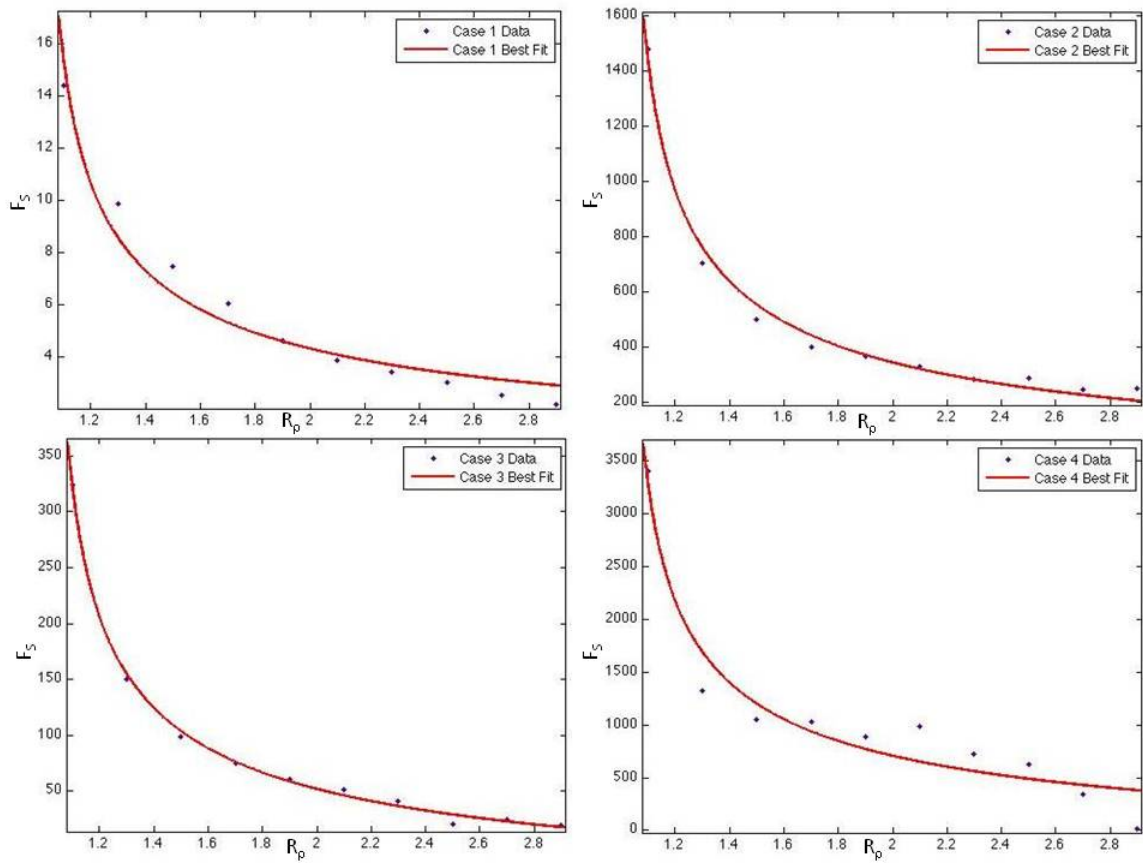 16
14
12
10
8
6
4
F_S
Case 1 Data
Case 1 Best Fit
1.2 1.4 1.6 1.8 2 2.2 2.4 2.6 2.8
R_ρ
1600
1400
1200
1000
800
600
400
200
F_S
Case 2 Data
Case 2 Best Fit
1.2 1.4 1.6 1.8 2 2.2 2.4 2.6 2.8
R_ρ
350
300
250
200
150
100
50
F_S
Case 3 Data
Case 3 Best Fit
1.2 1.4 1.6 1.8 2 2.2 2.4 2.6 2.8
R_ρ
3500
3000
2500
2000
1500
1000
500
0
F_S
Case 4 Data
Case 4 Best Fit
1.2 1.4 1.6 1.8 2 2.2 2.4 2.6 2.8
R_ρ